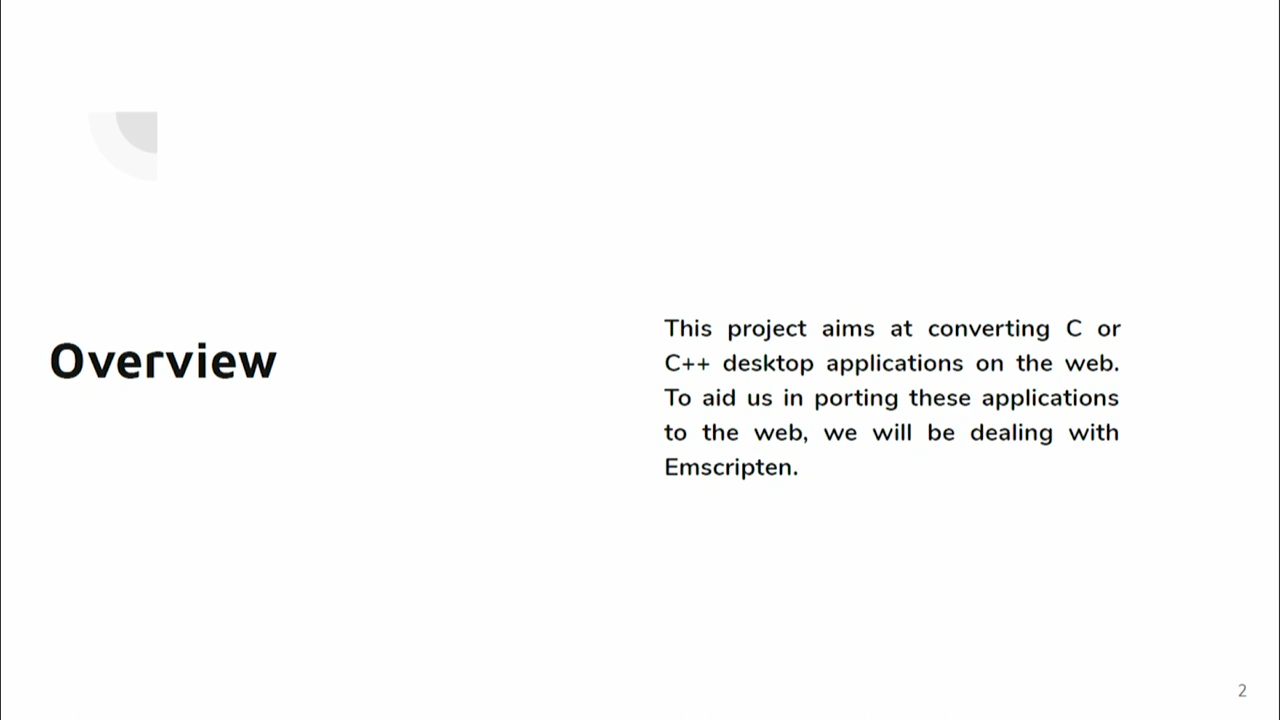 Overview
This project aims at converting C or
C++ desktop applications on the web.
To aid us in porting these applications
to the web, we will be dealing with
Emscripten.
2